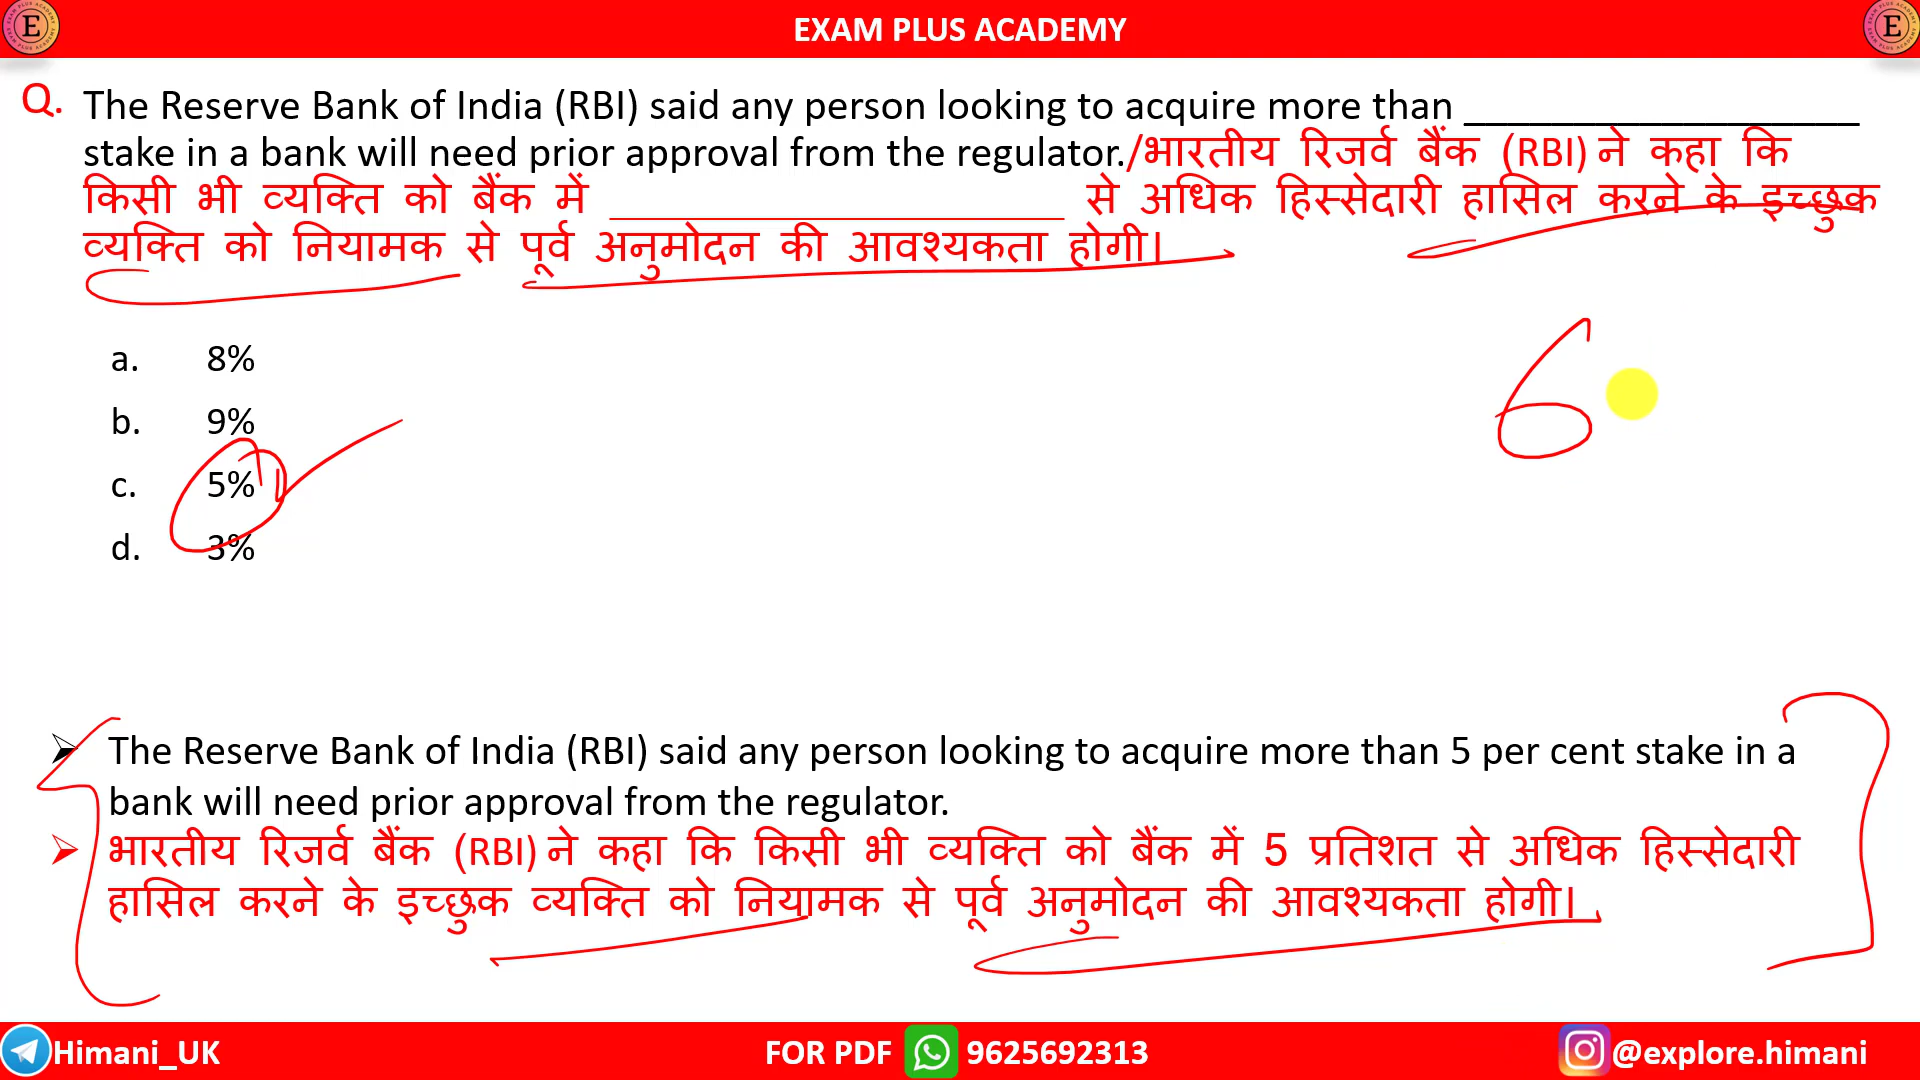 EXAM PLUS ACADEMY
E
E
Q. The Reserve Bank of India (RBI) said any person looking to acquire more than ___________________
stake in a bank will need prior approval from the regulator./भारतीय रिजर्व बैंक (RBI) ने कहा कि
किसी भी व्यक्ति को बैंक में ___________________ से अधिक हिस्सेदारी हासिल करने के इच्छुक
व्यक्ति को नियामक से पूर्व अनुमोदन की आवश्यकता होगी।
6
a. 8%
b. 9%
c. 5%
d. 3%
➢ The Reserve Bank of India (RBI) said any person looking to acquire more than 5 per cent stake in a
bank will need prior approval from the regulator.
➢ भारतीय रिजर्व बैंक (RBI) ने कहा कि किसी भी व्यक्ति को बैंक में 5 प्रतिशत से अधिक हिस्सेदारी
हासिल करने के इच्छुक व्यक्ति को नियामक से पूर्व अनुमोदन की आवश्यकता होगी।
Himani_UK FOR PDF 9625692313 @explore.himani